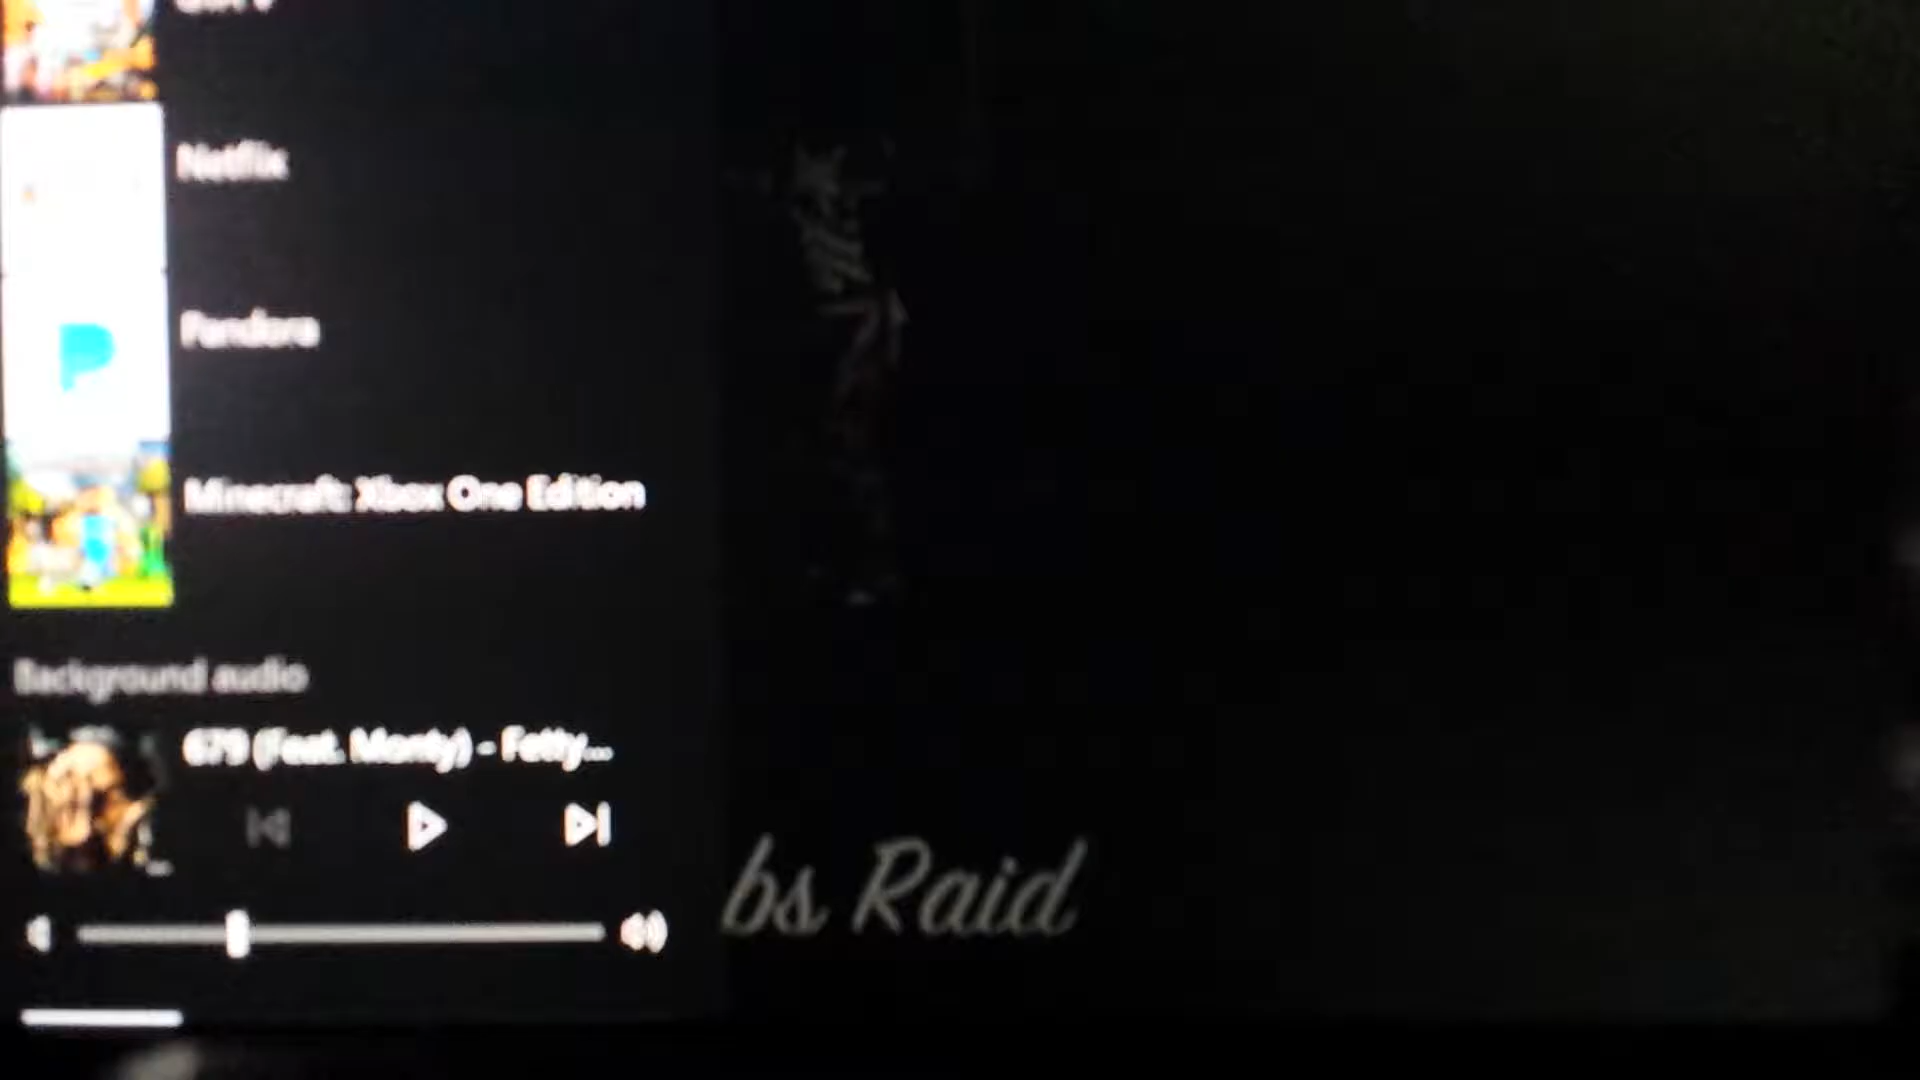 Netflix
Pandora
Minecraft: Xbox One Edition
Background audio
679 (Feat. Monty) - Fetty...
bs Raid